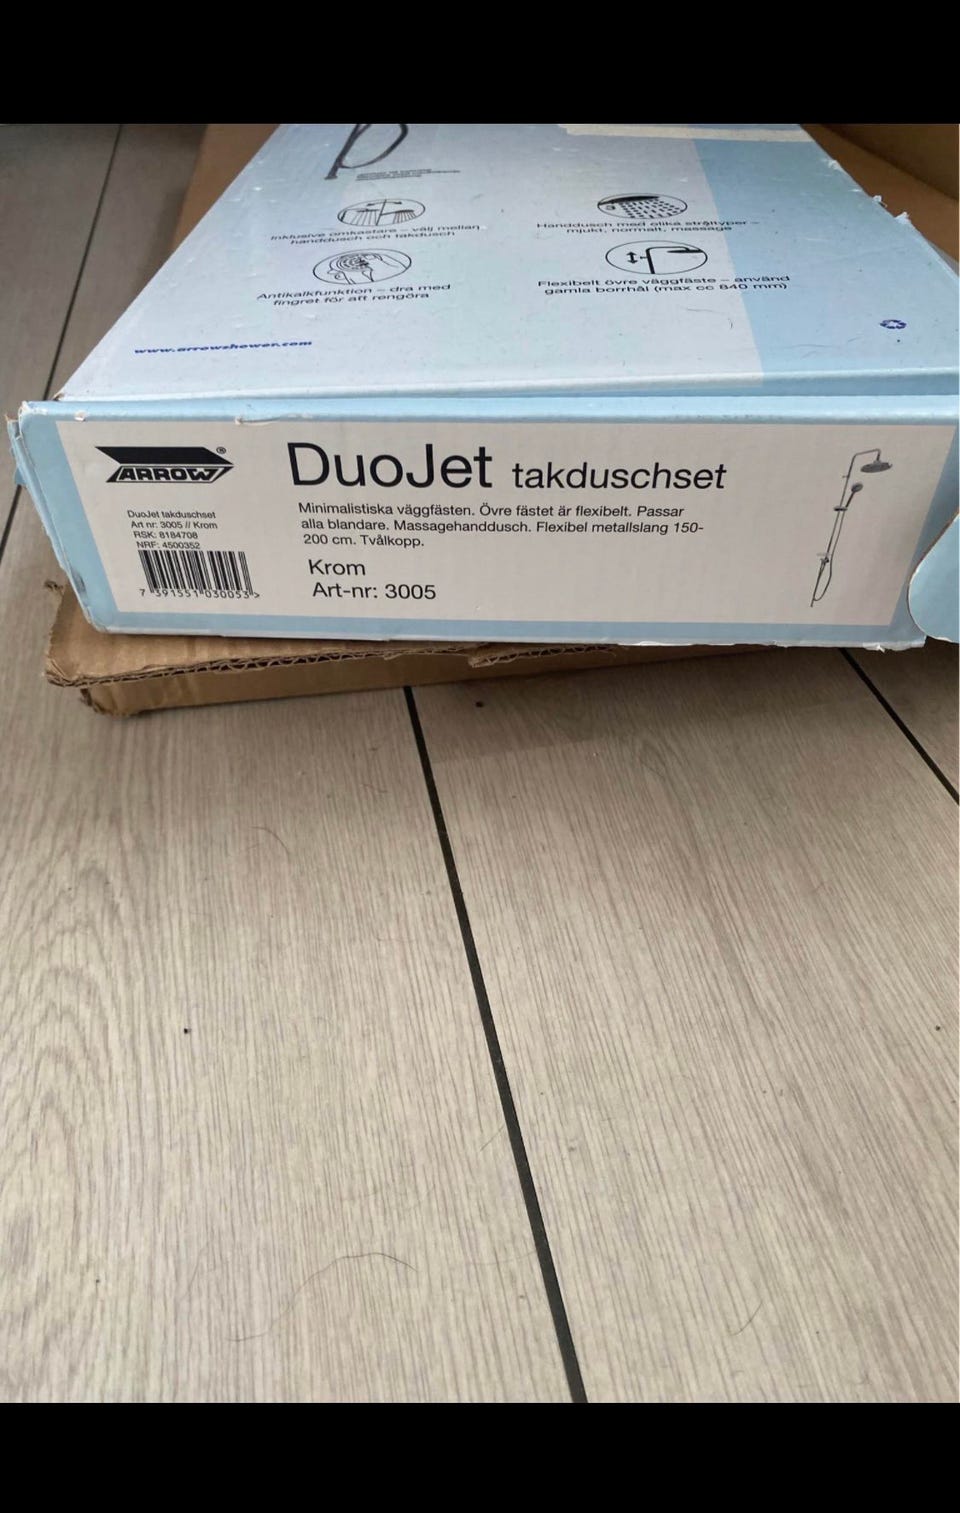 Inklusive omkastare – välj mellan
handdusch och takdusch
Handdusch med olika stråltyper –
mjukt, normalt, massage
Antikalkfunktion – dra med
fingret för att rengöra
Flexibelt övre väggfäste – använd
gamla borrhål (max cc 840 mm)
www.arrowshower.com
ARROW®
DuoJet takduschset
DuoJet takduschset
Art nr: 3005 // Krom
RSK: 8184708
NRF: 4500352
7 391551 030053 >
Minimalistiska väggfästen. Övre fästet är flexibelt. Passar
alla blandare. Massagehanddusch. Flexibel metallslang 150-
200 cm. Tvålkopp.
Krom
Art-nr: 3005